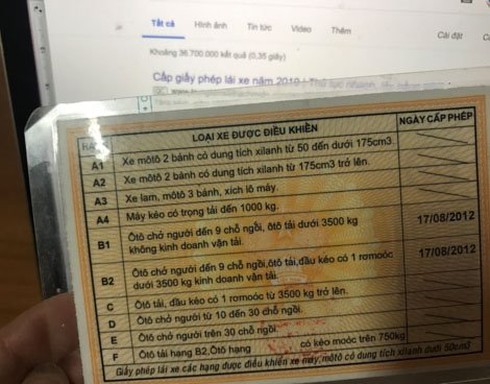 Tất cả Hình ảnh Tin tức Video Thêm Cài đặt
Khoảng 36.700.000 kết quả (0,35 giây)
Cấp giấy phép lái xe năm 2019
LOẠI XE ĐƯỢC ĐIỀU KHIỂN NGÀY CẤP PHÉP
A1 Xe môtô 2 bánh có dung tích xilanh từ 50 đến dưới 175cm3
A2 Xe môtô 2 bánh có dung tích xilanh từ 175cm3 trở lên.
A3 Xe lam, môtô 3 bánh, xích lô máy.
A4 Máy kéo có trọng tải đến 1000 kg.
B1 Ôtô chở người đến 9 chỗ ngồi, ôtô tải dưới 3500 kg
không kinh doanh vận tải. 17/08/2012
B2 Ôtô chở người đến 9 chỗ ngồi,ôtô tải,đầu kéo có 1 rơmoóc
dưới 3500 kg kinh doanh vận tải. 17/08/2012
C Ôtô tải, đầu kéo có 1 rơmoóc từ 3500 kg trở lên.
D Ôtô chở người từ 10 đến 30 chỗ ngồi.
E Ôtô chở người trên 30 chỗ ngồi.
F Ôtô tải hạng B2,Ôtô hạng có kéo moóc trên 750kg
Giấy phép lái xe các hạng được điều khiển xe máy,môtô có dung tích xilanh dưới 50cm3